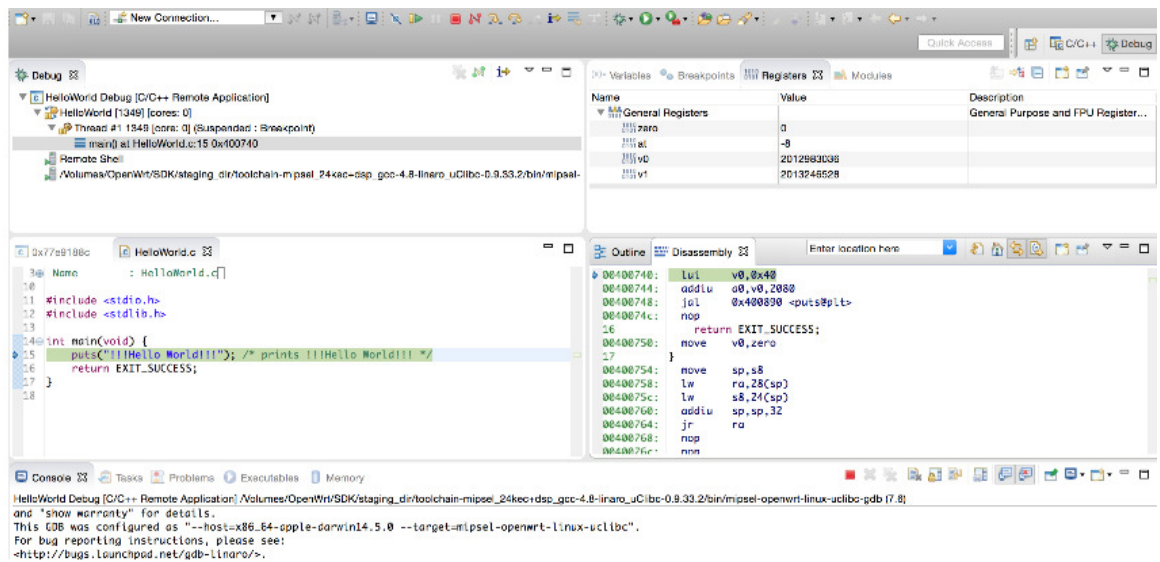 New Connection...
Quick Access
C/C++
Debug
Debug
HelloWorld Debug [C/C++ Remote Application]
HelloWorld [1349] [cores: 0]
Thread #1 1349 [core: 0] (Suspended : Breakpoint)
main() at HelloWorld.c:15 0x400740
Remote Shell
/Volumes/OpenWrt/SDK/staging_dir/toolchain-mipsel_24kec+dsp_gcc-4.8-linaro_uClibc-0.9.33.2/bin/mipsel-
(x)= Variables
Breakpoints
Registers
Modules
Name Value Description
General Registers General Purpose and FPU Register...
zero 0
at -8
v0 2012983036
v1 2013246528
0x77e9188c
HelloWorld.c
3 Name : HelloWorld.c
10
11 #include <stdio.h>
12 #include <stdlib.h>
13
14 int main(void) {
15 puts("!!!Hello World!!!"); /* prints !!!Hello World!!! */
16 return EXIT_SUCCESS;
17 }
18
Outline
Disassembly
Enter location here
00400740: lui v0,0x40
00400744: addiu a0,v0,2080
00400748: jal 0x400890 <puts@plt>
0040074c: nop
16 return EXIT_SUCCESS;
00400750: move v0,zero
17 }
00400754: move sp,s8
00400758: lw ra,28(sp)
0040075c: lw s8,24(sp)
00400760: addiu sp,sp,32
00400764: jr ra
00400768: nop
0040076c: nop
Console
Tasks
Problems
Executables
Memory
HelloWorld Debug [C/C++ Remote Application] /Volumes/OpenWrt/SDK/staging_dir/toolchain-mipsel_24kec+dsp_gcc-4.8-linaro_uClibc-0.9.33.2/bin/mipsel-openwrt-linux-uclibc-gdb (7.6)
and "show warranty" for details.
This GDB was configured as "--host=x86_64-apple-darwin14.5.0 --target=mipsel-openwrt-linux-uclibc".
For bug reporting instructions, please see:
<http://bugs.launchpad.net/gdb-linaro/>.